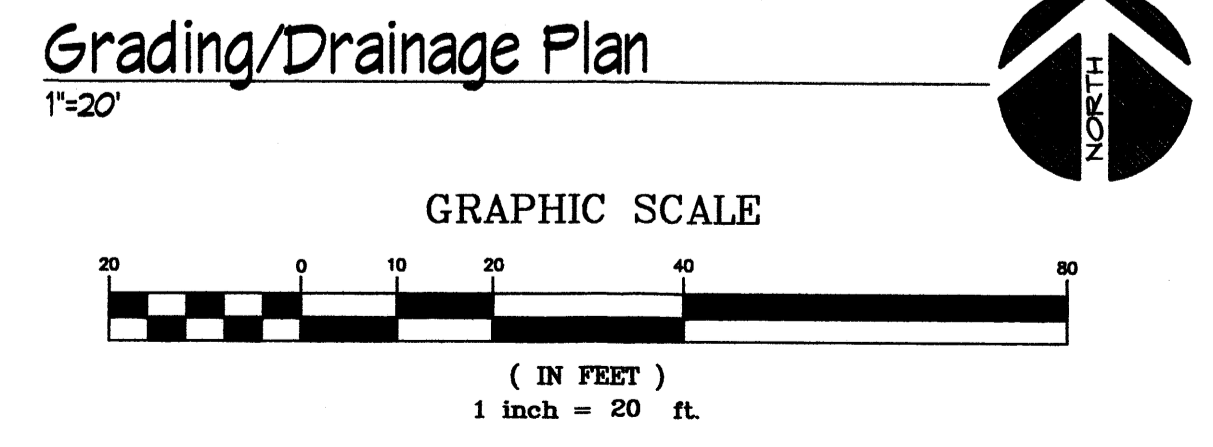 Grading/Drainage Plan
1"=20'
NORTH
GRAPHIC SCALE
20 0 10 20 40 80
( IN FEET )
1 inch = 20 ft.